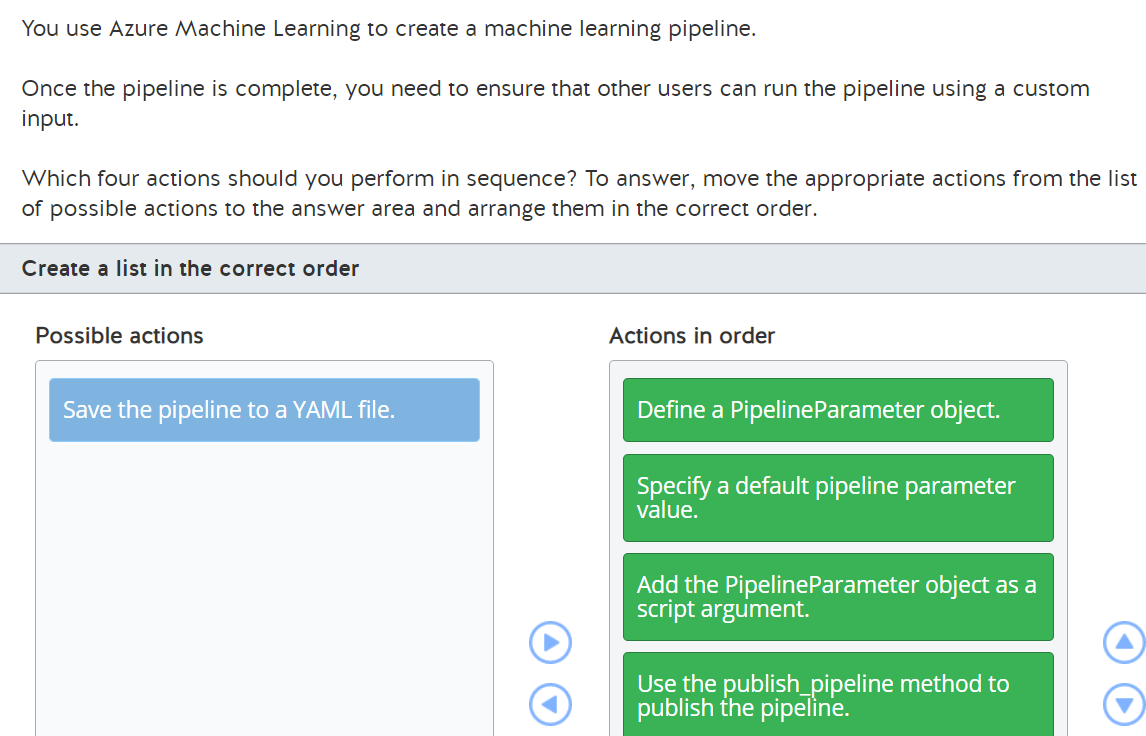 You use Azure Machine Learning to create a machine learning pipeline.
Once the pipeline is complete, you need to ensure that other users can run the pipeline using a custom
input.
Which four actions should you perform in sequence? To answer, move the appropriate actions from the list
of possible actions to the answer area and arrange them in the correct order.
Create a list in the correct order
Possible actions
Save the pipeline to a YAML file.
Actions in order
Define a PipelineParameter object.
Specify a default pipeline parameter
value.
Add the PipelineParameter object as a
script argument.
Use the publish_pipeline method to
publish the pipeline.